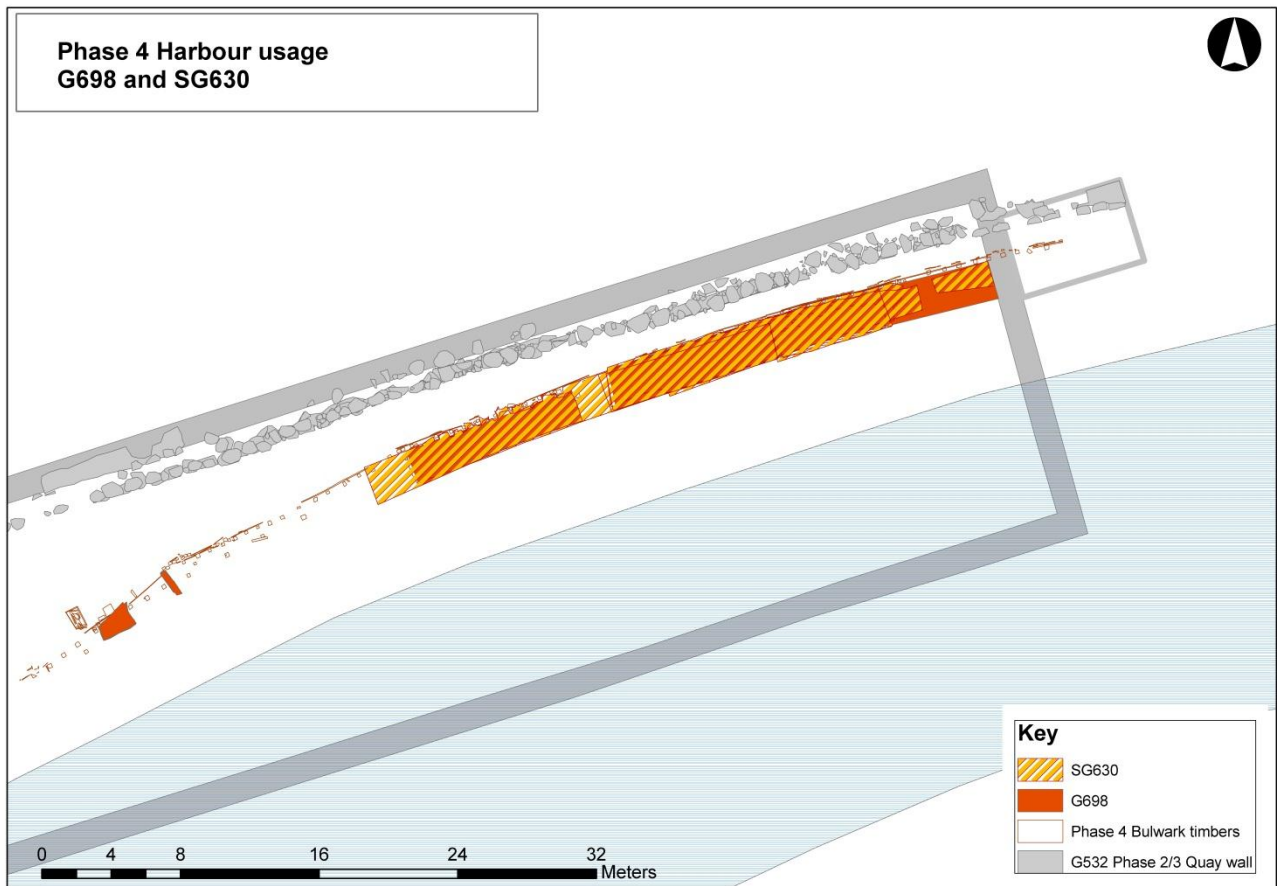 Phase 4 Harbour usage
G698 and SG630
Key
SG630
G698
Phase 4 Bulwark timbers
G532 Phase 2/3 Quay wall
0 4 8 16 24 32
Meters